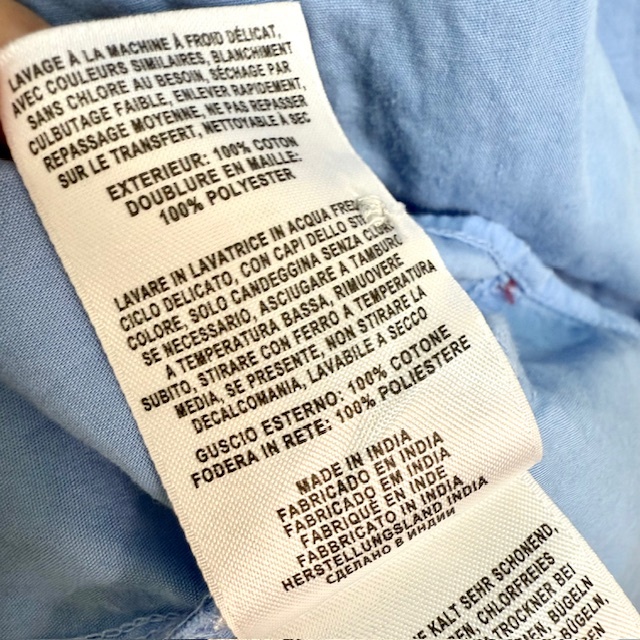 LAVAGE À LA MACHINE À FROID DÉLICAT,
AVEC COULEURS SIMILAIRES, BLANCHIMENT
SANS CHLORE AU BESOIN, SÉCHAGE PAR
CULBUTAGE FAIBLE, ENLEVER RAPIDEMENT,
REPASSAGE MOYENNE, NE PAS REPASSER
SUR LE TRANSFERT, NETTOYABLE À SEC
EXTERIEUR: 100% COTON
DOUBLURE EN MAILLE:
100% POLYESTER
LAVARE IN LAVATRICE IN ACQUA
CICLO DELICATO, CON CAPI DELLO
COLORE, SOLO CANDEGGINA SENZA
SE NECESSARIO, ASCIUGARE A TAMBURO
A TEMPERATURA BASSA, RIMUOVERE
SUBITO, STIRARE CON FERRO A TEMPERATURA
MEDIA, SE PRESENTE, NON STIRARE LA
DECALCOMANIA, LAVABILE A SECCO
GUSCIO ESTERNO: 100% COTONE
FODERA IN RETE: 100% POLIESTERE
MADE IN INDIA
FABRICADO EN INDIA
FABRICADO EM INDIA
FABRIQUÉ EN INDE
FABBRICATO IN INDIA
HERSTELLUNGSLAND INDIA
СДЕЛАНО В ИНДИИ
KALT SEHR SCHONEND,
CHLORFREIES
TROCKNER BEI
BÜGELN,